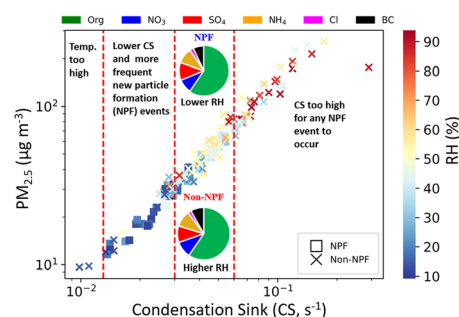 Org NO₃ SO₄ NH₄ Cl BC
Temp.
too
high
Lower CS
and more
frequent
new particle
formation
(NPF) events
NPF
Lower RH
CS too high
for any NPF
event to
occur
Non-NPF
Higher RH
NPF
Non-NPF
PM₂.₅ (μg m⁻³)
10²
10¹
10⁻²
10⁻¹
Condensation Sink (CS, s⁻¹)
90
80
70
60
50
40
30
20
10
RH (%)